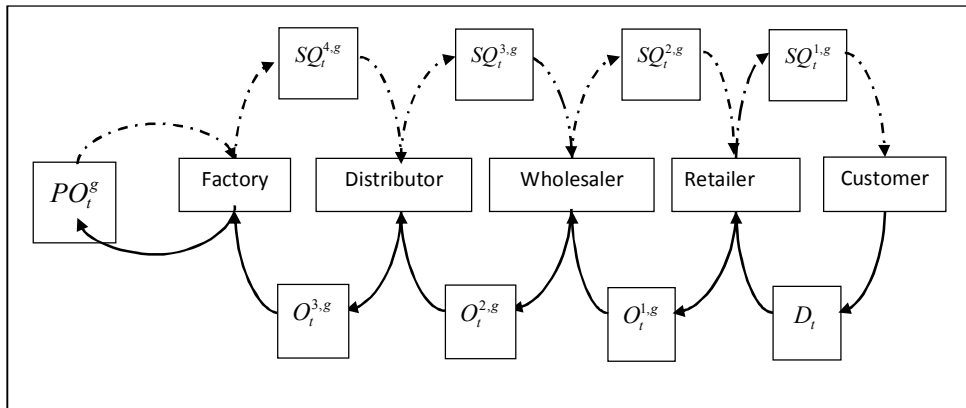 $SQ_t^{4,g}$ $SQ_t^{3,g}$ $SQ_t^{2,g}$ $SQ_t^{1,g}$
$PO_t^g$ Factory Distributor Wholesaler Retailer Customer
$O_t^{3,g}$ $O_t^{2,g}$ $O_t^{1,g}$ $D_t$